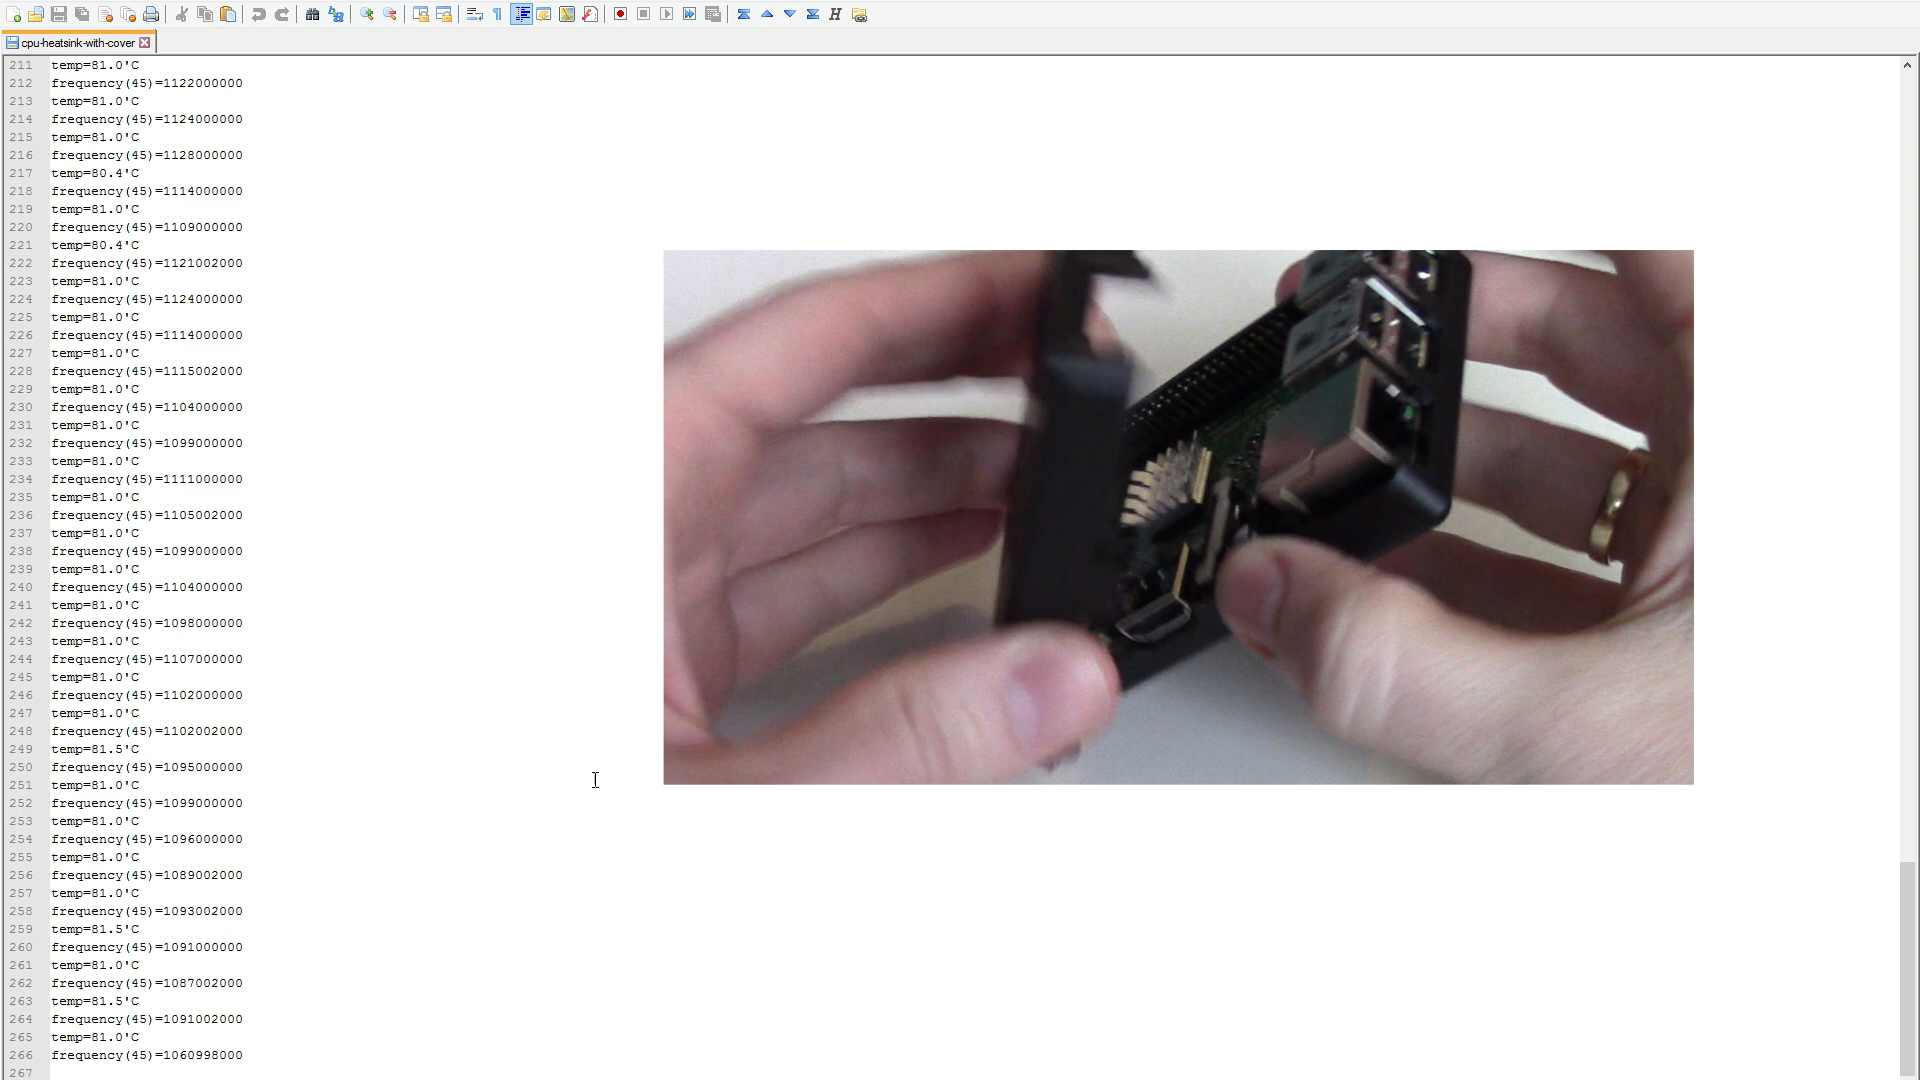 cpu-heatsink-with-cover
211 temp=81.0'C
212 frequency(45)=1122000000
213 temp=81.0'C
214 frequency(45)=1124000000
215 temp=81.0'C
216 frequency(45)=1128000000
217 temp=80.4'C
218 frequency(45)=1114000000
219 temp=81.0'C
220 frequency(45)=1109000000
221 temp=80.4'C
222 frequency(45)=1121002000
223 temp=81.0'C
224 frequency(45)=1124000000
225 temp=81.0'C
226 frequency(45)=1114000000
227 temp=81.0'C
228 frequency(45)=1115002000
229 temp=81.0'C
230 frequency(45)=1104000000
231 temp=81.0'C
232 frequency(45)=1099000000
233 temp=81.0'C
234 frequency(45)=1111000000
235 temp=81.0'C
236 frequency(45)=1105002000
237 temp=81.0'C
238 frequency(45)=1099000000
239 temp=81.0'C
240 frequency(45)=1104000000
241 temp=81.0'C
242 frequency(45)=1098000000
243 temp=81.0'C
244 frequency(45)=1107000000
245 temp=81.0'C
246 frequency(45)=1102000000
247 temp=81.0'C
248 frequency(45)=1102002000
249 temp=81.5'C
250 frequency(45)=1095000000
251 temp=81.0'C
252 frequency(45)=1099000000
253 temp=81.0'C
254 frequency(45)=1096000000
255 temp=81.0'C
256 frequency(45)=1089002000
257 temp=81.0'C
258 frequency(45)=1093002000
259 temp=81.5'C
260 frequency(45)=1091000000
261 temp=81.0'C
262 frequency(45)=1087002000
263 temp=81.5'C
264 frequency(45)=1091002000
265 temp=81.0'C
266 frequency(45)=1060998000
267